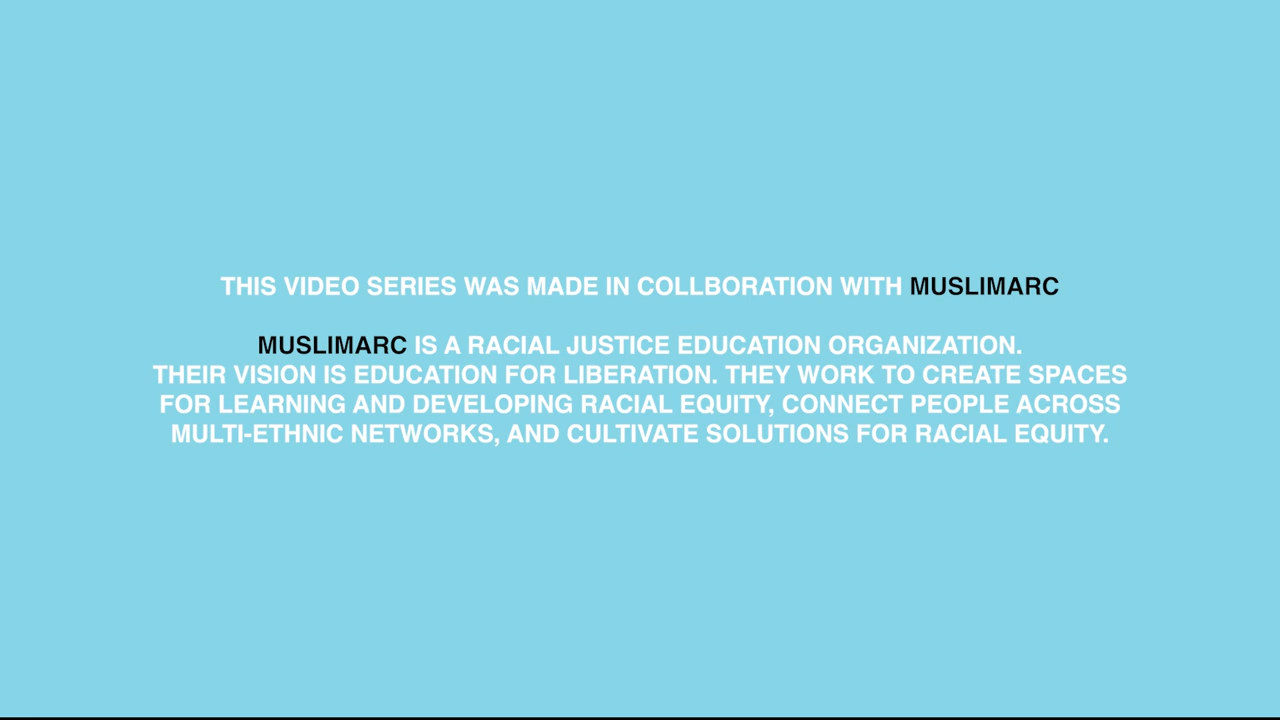 THIS VIDEO SERIES WAS MADE IN COLLBORATION WITH MUSLIMARC
MUSLIMARC IS A RACIAL JUSTICE EDUCATION ORGANIZATION.
THEIR VISION IS EDUCATION FOR LIBERATION. THEY WORK TO CREATE SPACES
FOR LEARNING AND DEVELOPING RACIAL EQUITY, CONNECT PEOPLE ACROSS
MULTI-ETHNIC NETWORKS, AND CULTIVATE SOLUTIONS FOR RACIAL EQUITY.